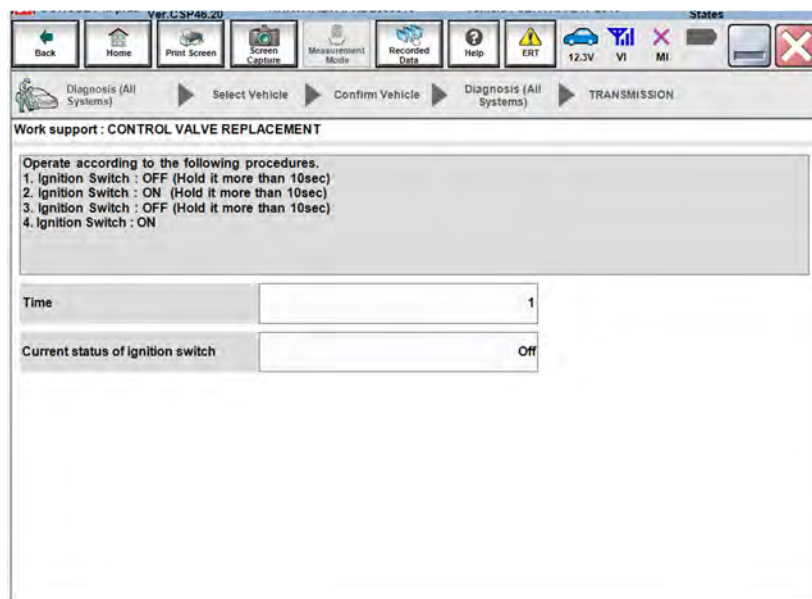 Ver.CSP46.20
States
Back
Home
Print Screen
Screen
Capture
Measurement
Mode
Recorded
Data
Help
ERT
12.3V
VI
MI
Diagnosis (All
Systems)
Select Vehicle
Confirm Vehicle
Diagnosis (All
Systems)
TRANSMISSION
Work support : CONTROL VALVE REPLACEMENT
Operate according to the following procedures.
1. Ignition Switch : OFF (Hold it more than 10sec)
2. Ignition Switch : ON (Hold it more than 10sec)
3. Ignition Switch : OFF (Hold it more than 10sec)
4. Ignition Switch : ON
Time
1
Current status of ignition switch
Off